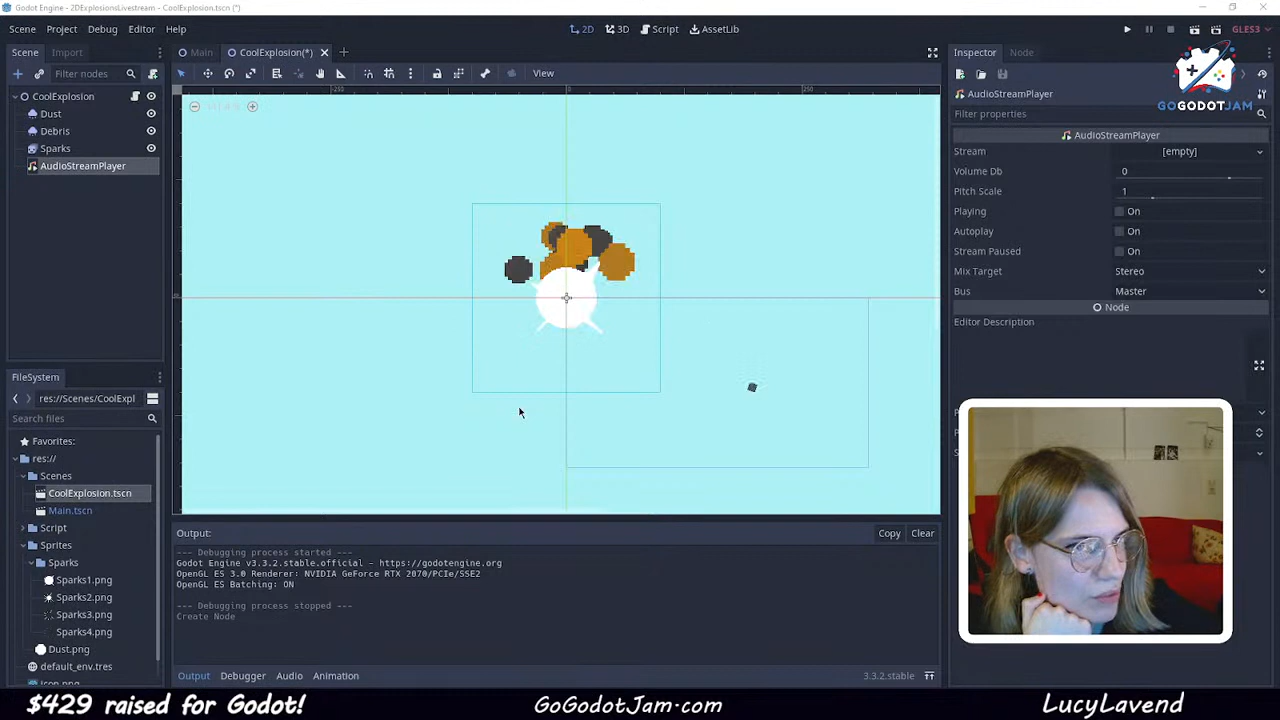 Godot Engine - 2DExplosionsLivestream - CoolExplosion.tscn (*)
Scene Project Debug Editor Help
2D 3D Script AssetLib
GLES3
Scene Import
Main CoolExplosion(*)
Inspector Node
Filter nodes
View
CoolExplosion
Dust
Debris
Sparks
AudioStreamPlayer
-250 0 250
AudioStreamPlayer
GOGODOTJAM
Filter properties
AudioStreamPlayer
Stream [empty]
Volume Db 0
Pitch Scale 1
Playing On
Autoplay On
Stream Paused On
Mix Target Stereo
Bus Master
Node
Editor Description
FileSystem
res://Scenes/CoolExpl
Search files
Favorites:
res://
Scenes
CoolExplosion.tscn
Main.tscn
Script
Sprites
Sparks
Sparks1.png
Sparks2.png
Sparks3.png
Sparks4.png
Dust.png
default_env.tres
icon.png
Output:
Copy Clear
--- Debugging process started ---
Godot Engine v3.3.2.stable.official - https://godotengine.org
OpenGL ES 3.0 Renderer: NVIDIA GeForce RTX 2070/PCIe/SSE2
OpenGL ES Batching: ON
--- Debugging process stopped ---
Create Node
Output Debugger Audio Animation
3.3.2.stable
$429 raised for Godot! GoGodotJam.com LucyLavend